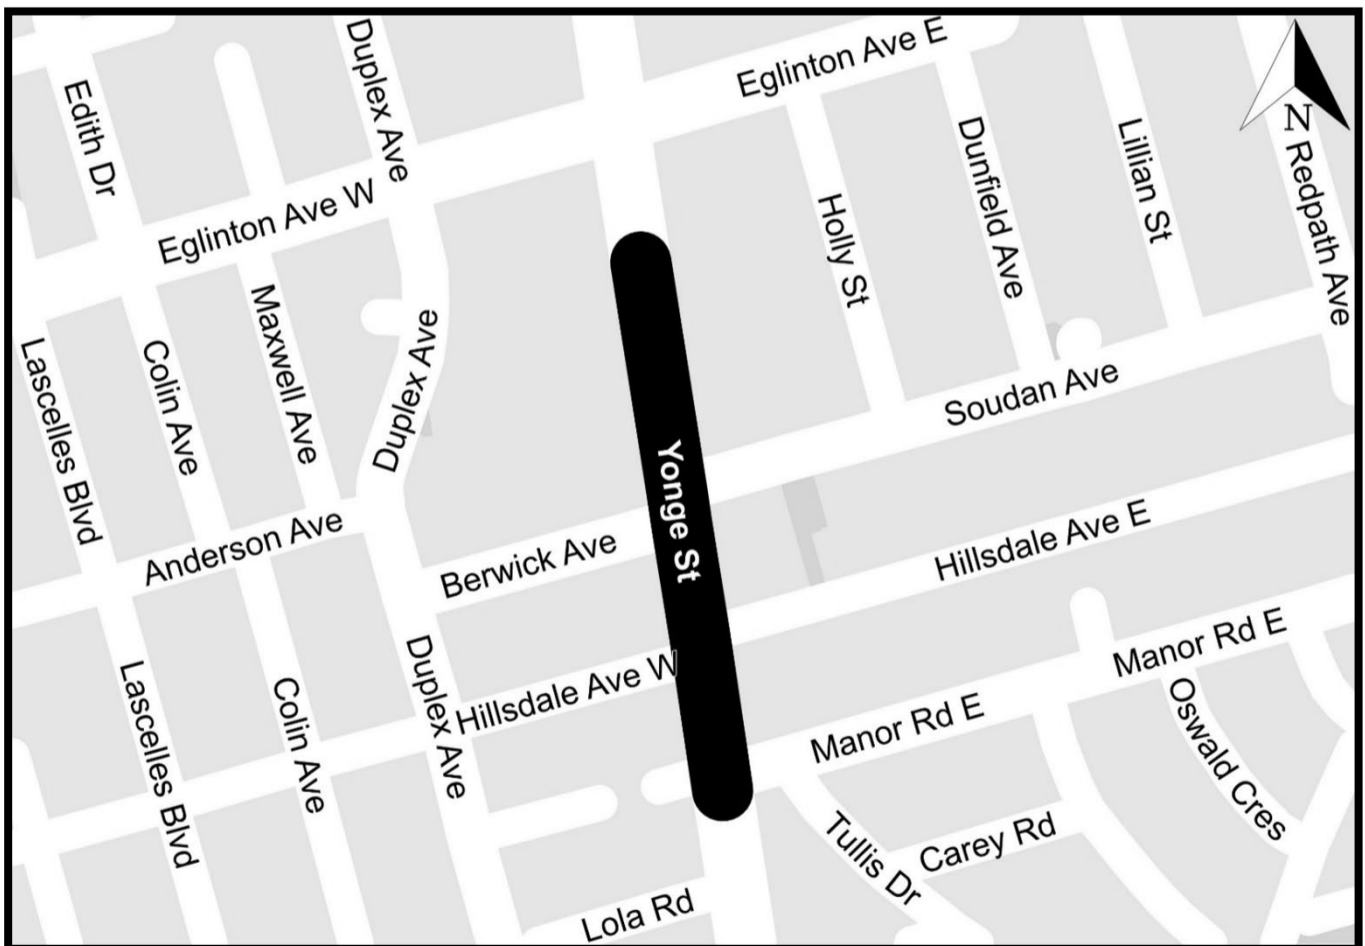 Eglinton Ave E
Duplex Ave
Edith Dr
N
Dunfield Ave
Lillian St
Redpath Ave
Eglinton Ave W
Holly St
Maxwell Ave
Duplex Ave
Lascelles Blvd
Colin Ave
Soudan Ave
Yonge St
Anderson Ave
Berwick Ave
Hillsdale Ave E
Manor Rd E
Duplex Ave
Hillsdale Ave W
Lascelles Blvd
Colin Ave
Oswald Cres
Manor Rd E
Tullis Dr
Carey Rd
Lola Rd